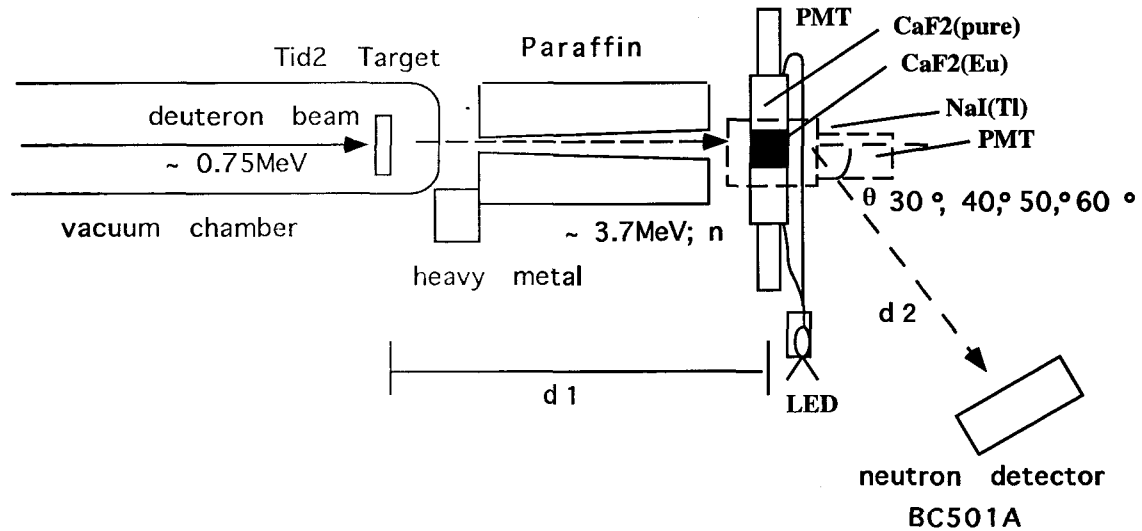 PMT
CaF2(pure)
Paraffin
Tid2 Target
CaF2(Eu)
NaI(Tl)
deuteron beam
PMT
~ 0.75MeV
θ 30 °, 40,° 50,° 60 °
vacuum chamber
~ 3.7MeV; n
heavy metal
d 2
d 1
LED
neutron detector
BC501A